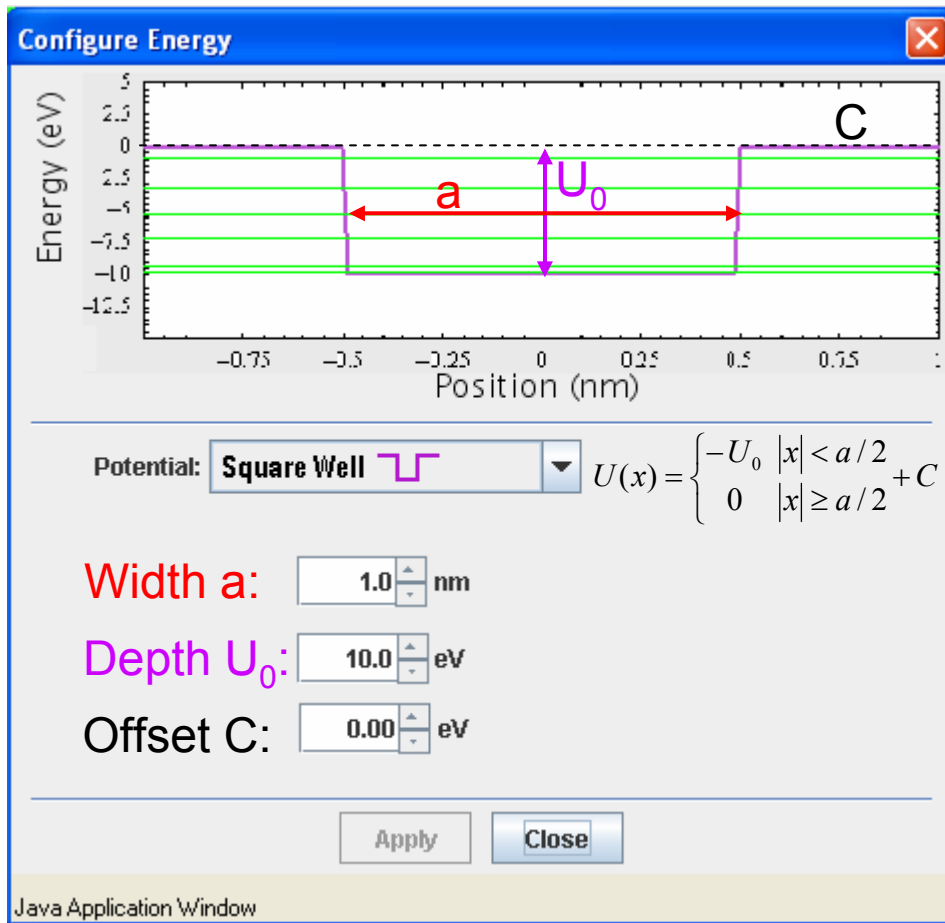 Configure Energy
Energy (eV)
5
2.5
0
2.5
−5
−7.5
−10
−12.5
C
U₀
a
−0.75 −0.5 −0.25 0 0.25 0.5 0.75 1
Position (nm)
Potential: Square Well U(x) = { −U₀ |x| < a / 2
0 |x| ≥ a / 2 + C
Width a: 1.0 nm
Depth U₀: 10.0 eV
Offset C: 0.00 eV
Apply Close
Java Application Window